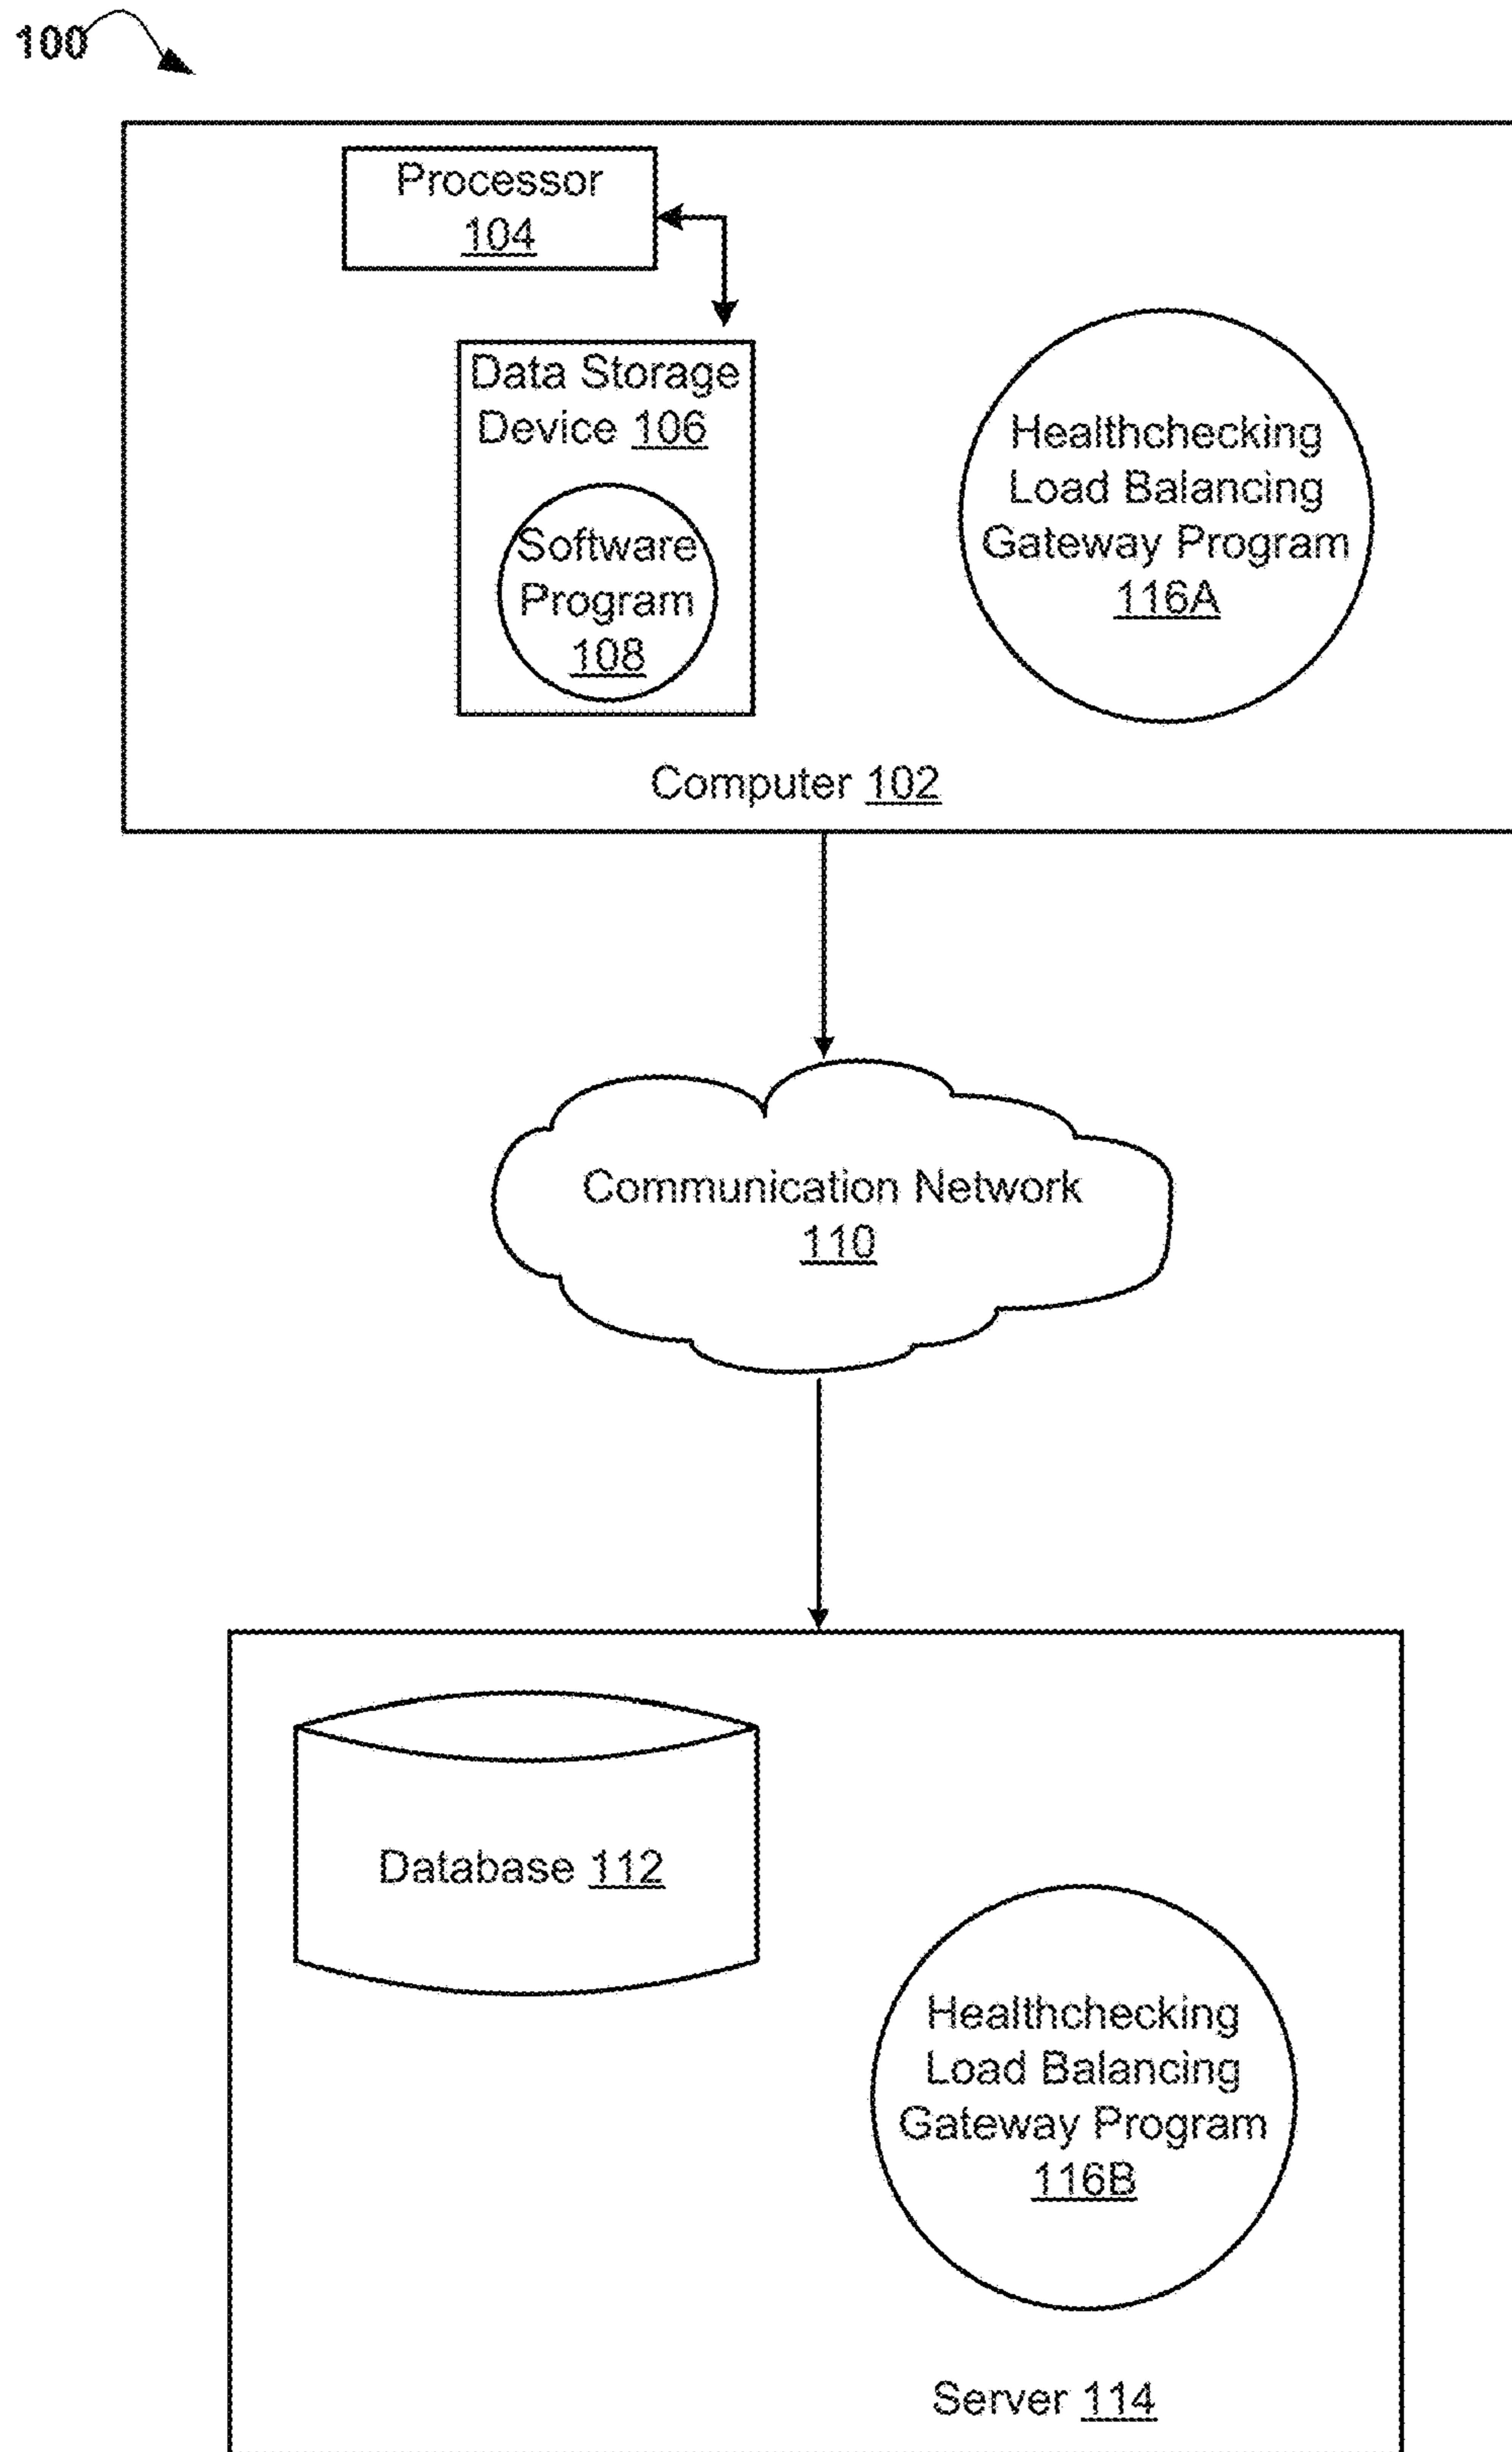 100
Processor
104
Data Storage
Device 106
Software
Program
108
Healthchecking
Load Balancing
Gateway Program
116A
Computer 102
Communication Network
110
Database 112
Healthchecking
Load Balancing
Gateway Program
116B
Server 114